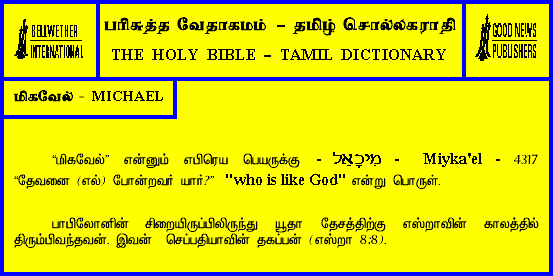 BELLWETHER
INTERNATIONAL
பரிசுத்த வேதாகமம் – தமிழ் சொல்லகராதி
THE HOLY BIBLE – TAMIL DICTIONARY
GOOD NEWS
PUBLISHERS
மிகவேல் - MICHAEL
“மிகவேல்” என்னும் எபிரெய பெயருக்கு - מִיכָאֵל - Miyka'el - 4317
“தேவனை (எல்) போன்றவர் யார்?” "who is like God" என்று பொருள்.
பாபிலோனின் சிறையிருப்பிலிருந்து யூதா தேசத்திற்கு எஸ்றாவின் காலத்தில்
திரும்பிவந்தவன். இவன் செப்பதியாவின் தகப்பன் (எஸ்றா 8:8).